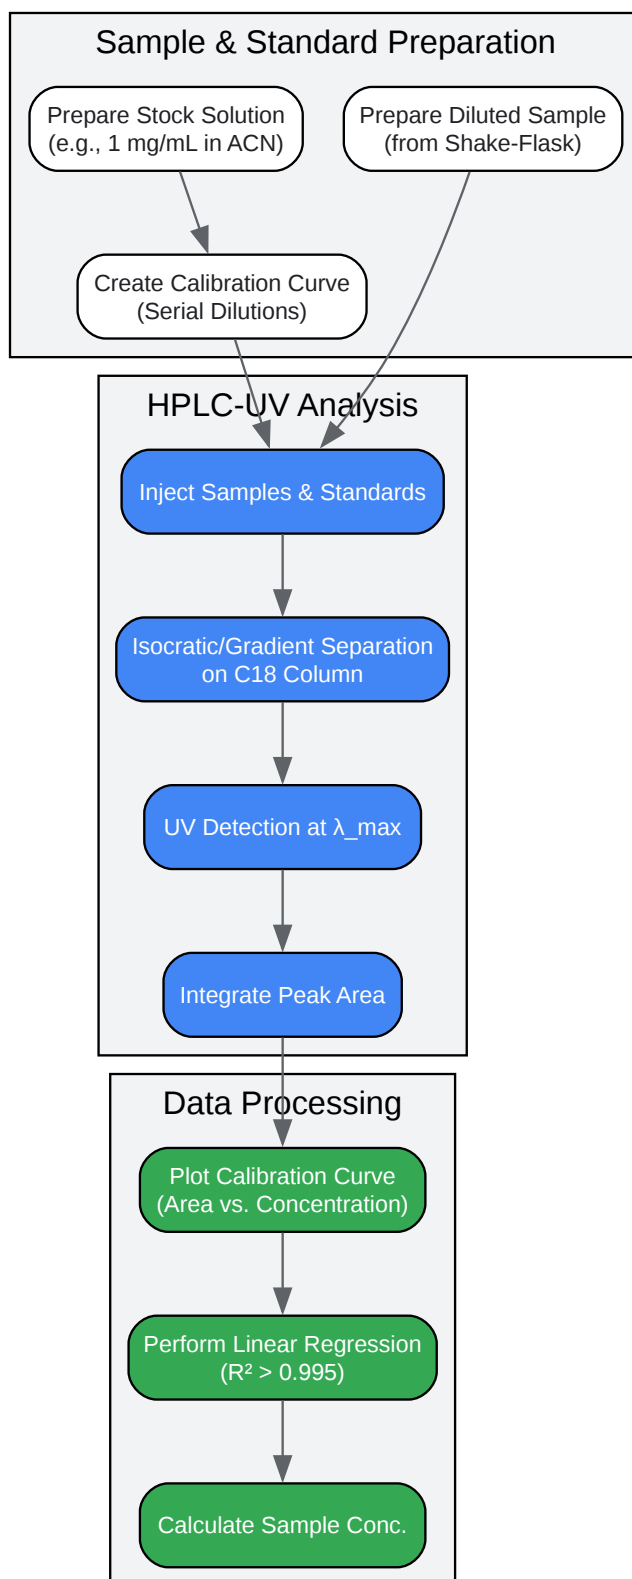 Sample & Standard Preparation
Prepare Stock Solution
(e.g., 1 mg/mL in ACN)
Prepare Diluted Sample
(from Shake-Flask)
Create Calibration Curve
(Serial Dilutions)
HPLC-UV Analysis
Inject Samples & Standards
Isocratic/Gradient Separation
on C18 Column
UV Detection at λ_max
Integrate Peak Area
Data Processing
Plot Calibration Curve
(Area vs. Concentration)
Perform Linear Regression
(R² > 0.995)
Calculate Sample Conc.